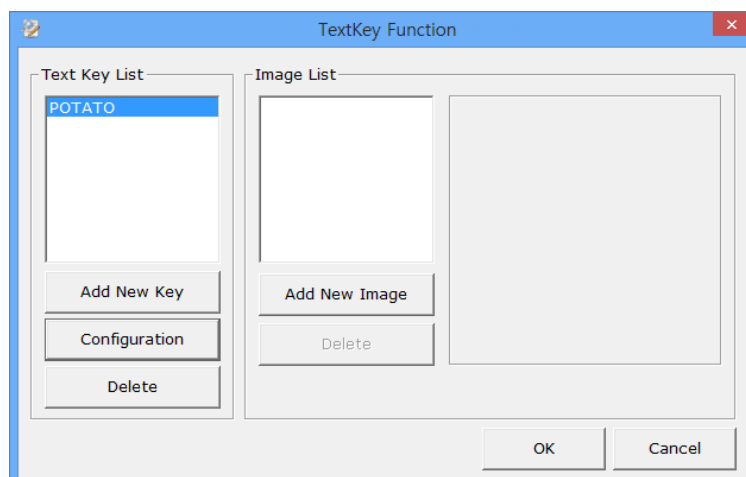 TextKey Function
Text Key List
POTATO
Add New Key
Configuration
Delete
Image List
Add New Image
Delete
OK
Cancel